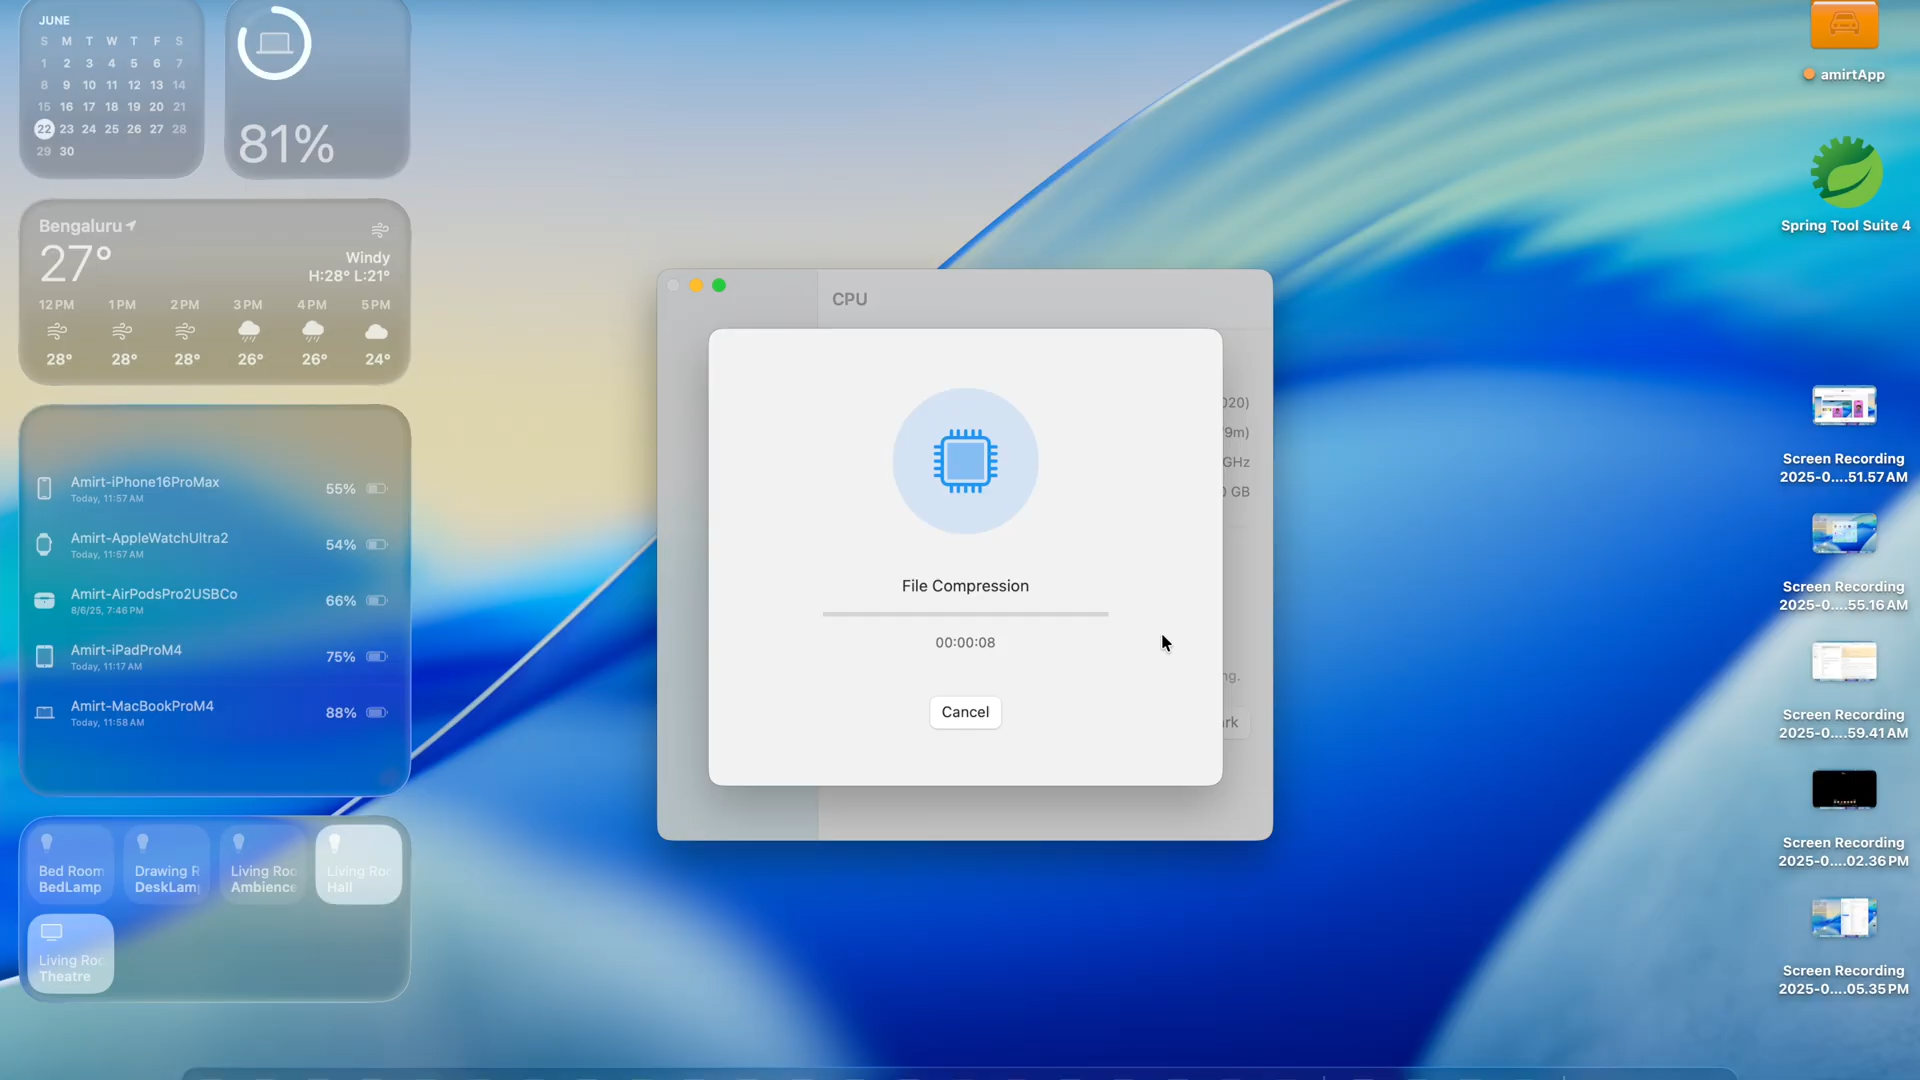 JUNE
S M T W T F S
1 2 3 4 5 6 7
8 9 10 11 12 13 14
15 16 17 18 19 20 21
22 23 24 25 26 27 28
29 30
81%
Bengaluru
27°
Windy
H:28° L:21°
12 PM 1 PM 2 PM 3 PM 4 PM 5 PM
28° 28° 28° 26° 26° 24°
Amirt-iPhone16ProMax
Today, 11:57 AM
55%
Amirt-AppleWatchUltra2
Today, 11:57 AM
54%
Amirt-AirPodsPro2USBCo
8/6/25, 7:46 PM
66%
Amirt-iPadProM4
Today, 11:17 AM
75%
Amirt-MacBookProM4
Today, 11:58 AM
88%
Bed Room
BedLamp
Drawing R
DeskLam
Living Roo
Ambience
Living Ro
Hall
Living Roo
Theatre
CPU
020)
9m)
GHz
GB
ng.
rk
File Compression
00:00:08
Cancel
amirtApp
Spring Tool Suite 4
Screen Recording
2025-0....51.57 AM
Screen Recording
2025-0....55.16 AM
Screen Recording
2025-0....59.41 AM
Screen Recording
2025-0....02.36 PM
Screen Recording
2025-0....05.35 PM